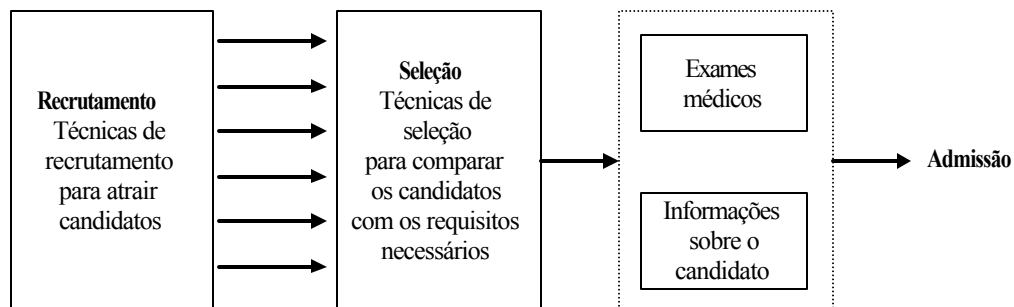 Recrutamento
Técnicas de
recrutamento
para atrair
candidatos
Seleção
Técnicas de
seleção
para comparar
os candidatos
com os requisitos
necessários
Exames
médicos
Informações
sobre o
candidato
Admissão